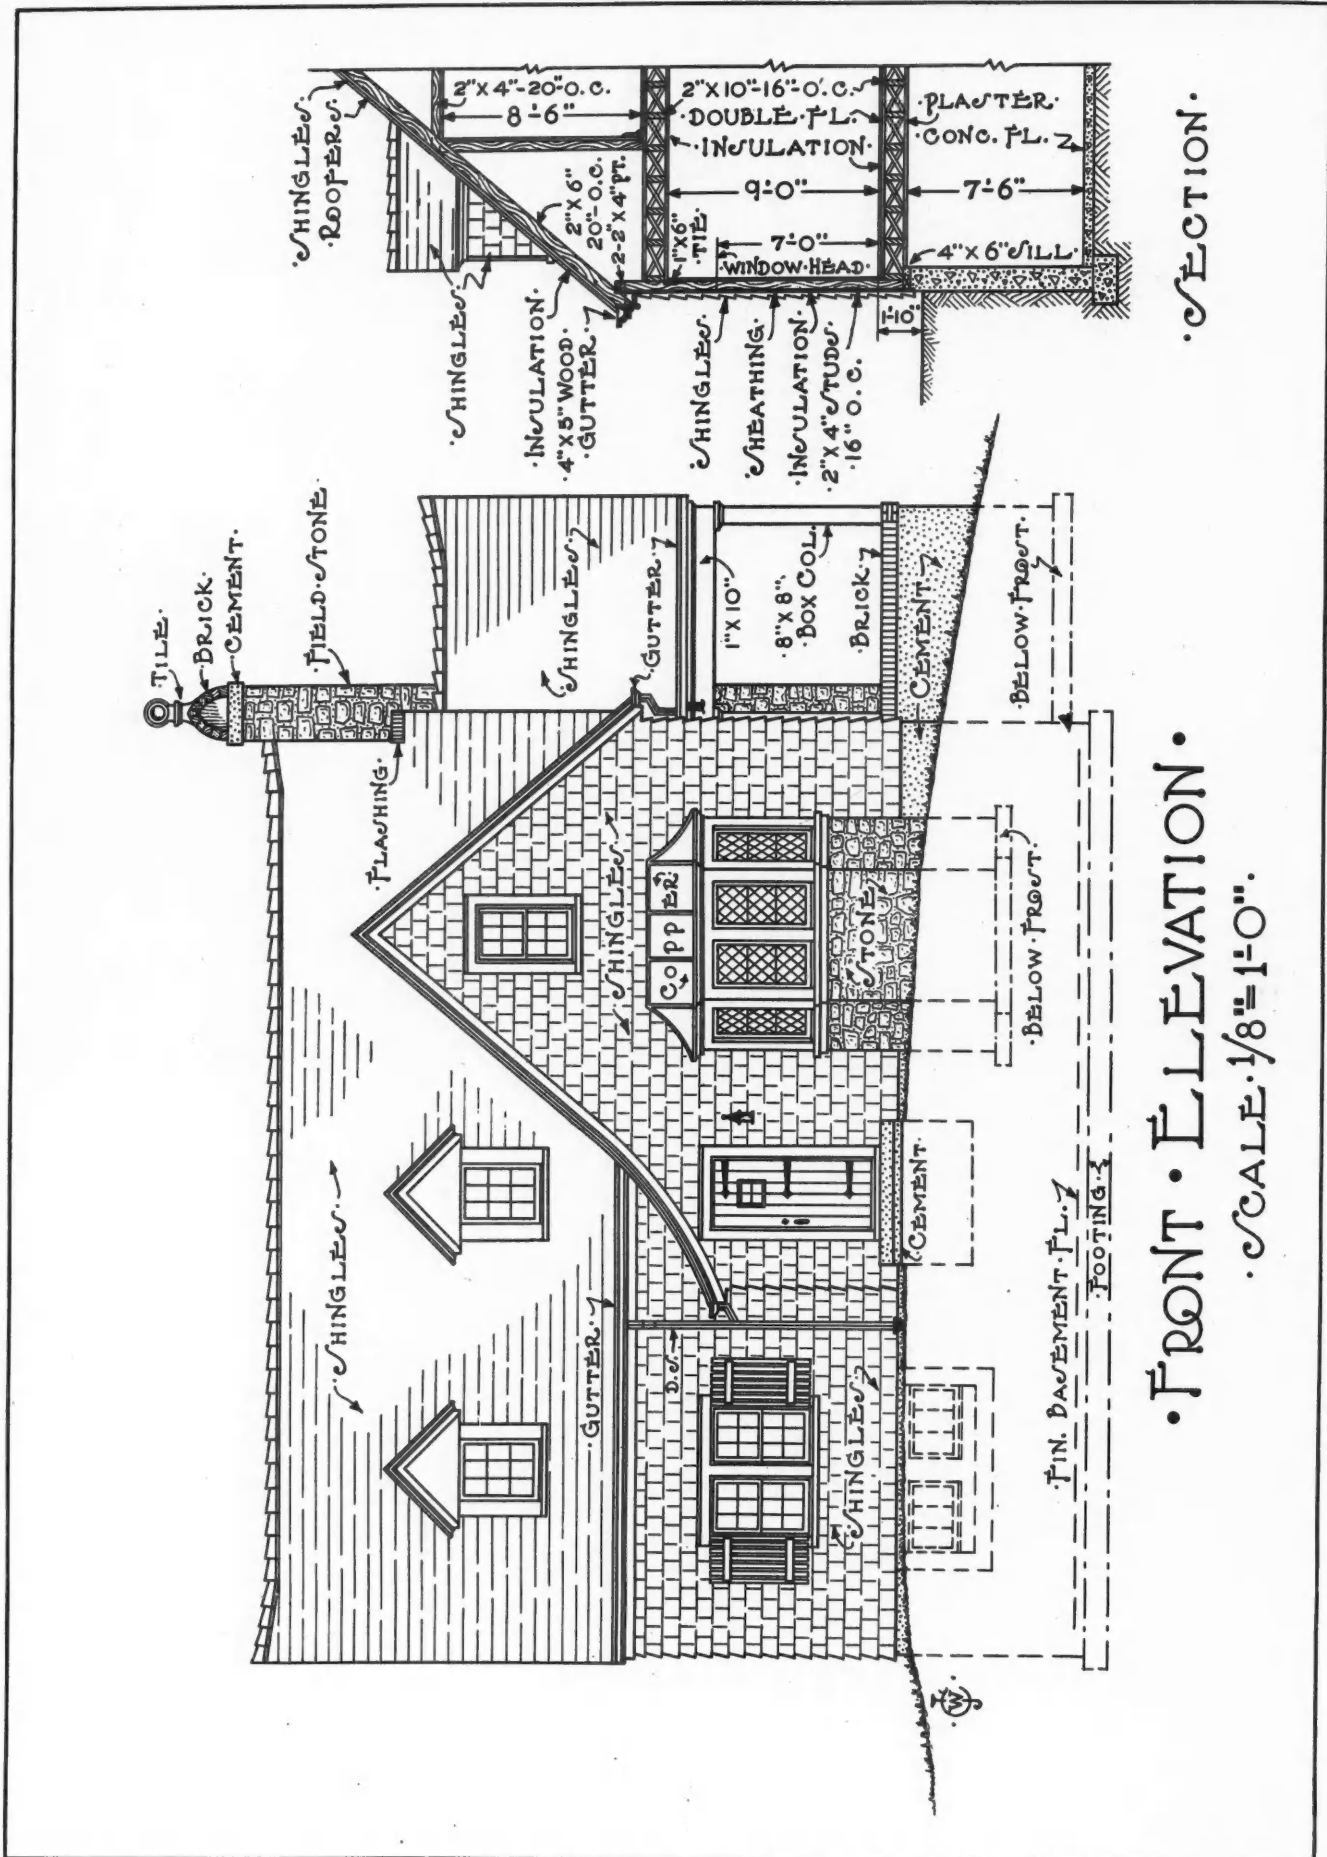 ·TILE·
·BRICK·
·CEMENT·
·FIELD·STONE·
·FLASHING·
·SHINGLES·
·SHINGLES·
·GUTTER·
·GUTTER·
·SHINGLES·
COPPER
1"X10"
·8"X8"·
BOX COL.
BRICK·
·CEMENT·
·BELOW·FROST·
D.S.
·SHINGLES·
·STONE·
·CEMENT
·BELOW·FROST·
·FIN. BASEMENT·FL.
·FOOTING·
W
·FRONT·ELEVATION·
·SCALE·1/8"=1'-0"·
·SHINGLES·
·ROOFERS·
2"X4"-20"-O.C.
8'-6"
·SHINGLES·
·INSULATION·
·4"X5" WOOD·
·GUTTER·
2"X6"
20"-O.C.
2-2"X4" PT.
2"X10"-16"-O.C.
·DOUBLE·FL.
·INSULATION·
9'-0"
1"X6"
·TIE·
7'-0"
·WINDOW·HEAD·
·SHINGLES·
·SHEATHING·
·INSULATION·
·2"X4" STUDS·
·16" O.C.
1'-10"
·PLASTER·
CONC. FL.
7'-6"
4"X6" SILL·
·SECTION·